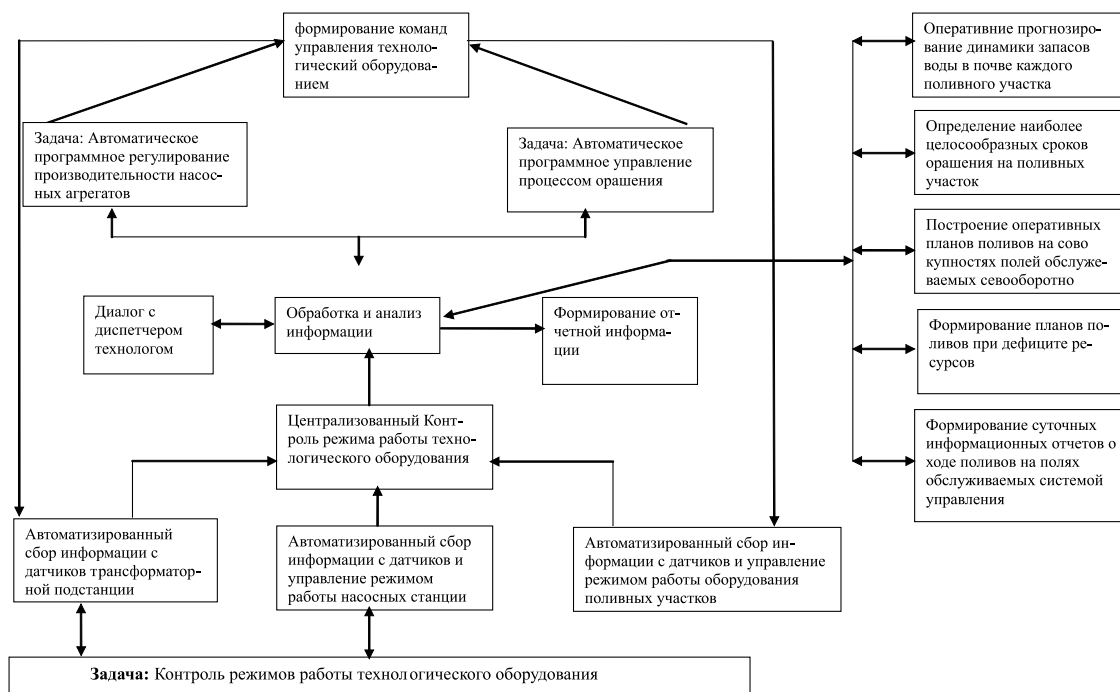 формирование команд
управления техноло-
гический оборудова-
нием
Оперативние прогнозир-
ование динамики запасов
воды в почве каждого
поливного участка
Задача: Автоматическое
программное регулирование
производительности насос-
ных агрегатов
Задача: Автоматическое
программное управление
процессом орашения
Определение наиболее
целосообразных сроков
орашения на поливных
участок
Построение оперативных
планов поливов на сово
купностях полей обслуже-
ваемых севооборотно
Диалог с
диспетчером
технологом
Обработка и анализ
информации
Формирование от-
четной информа-
ции
Формирование планов по-
ливов при дефиците ре-
сурсов
Централизованный Конт-
роль режима работы техно-
логического оборудования
Формирование суточных
информационных отчетов о
ходе поливов на полях
обслуживаемых системой
управления
Автоматизированный
сбор информации с
датчиков трансформатор-
ной подстанции
Автоматизированный сбор
информации с датчиков и
управление режимом
работы насосных станции
Автоматизированный сбор ин-
формации с датчиков и управление
режимом работы оборудования
поливных участков
Задача: Контроль режимов работы технологического оборудования